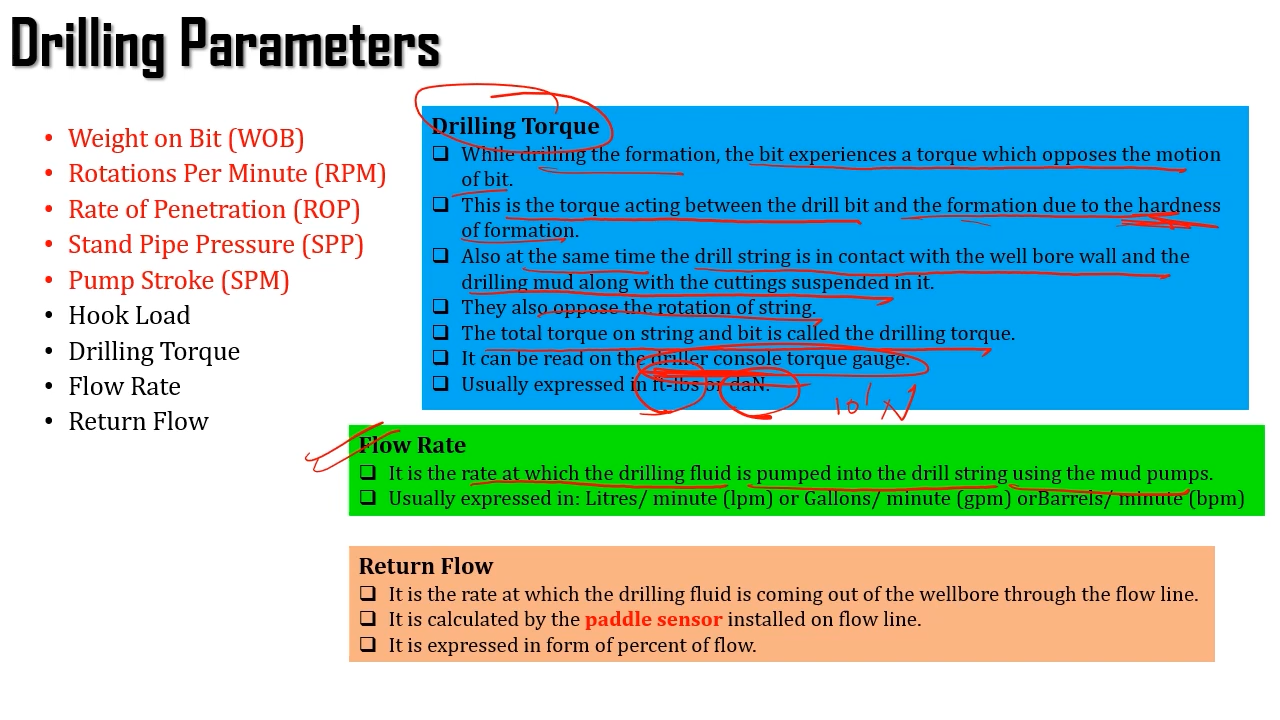 Drilling Parameters
• Weight on Bit (WOB)
• Rotations Per Minute (RPM)
• Rate of Penetration (ROP)
• Stand Pipe Pressure (SPP)
• Pump Stroke (SPM)
• Hook Load
• Drilling Torque
• Flow Rate
• Return Flow
Drilling Torque
❑ While drilling the formation, the bit experiences a torque which opposes the motion
of bit.
❑ This is the torque acting between the drill bit and the formation due to the hardness
of formation.
❑ Also at the same time the drill string is in contact with the well bore wall and the
drilling mud along with the cuttings suspended in it.
❑ They also oppose the rotation of string.
❑ The total torque on string and bit is called the drilling torque.
❑ It can be read on the driller console torque gauge.
❑ Usually expressed in ft-lbs or daN.
Flow Rate
❑ It is the rate at which the drilling fluid is pumped into the drill string using the mud pumps.
❑ Usually expressed in: Litres/ minute (lpm) or Gallons/ minute (gpm) orBarrels/ minute (bpm)
Return Flow
❑ It is the rate at which the drilling fluid is coming out of the wellbore through the flow line.
❑ It is calculated by the paddle sensor installed on flow line.
❑ It is expressed in form of percent of flow.